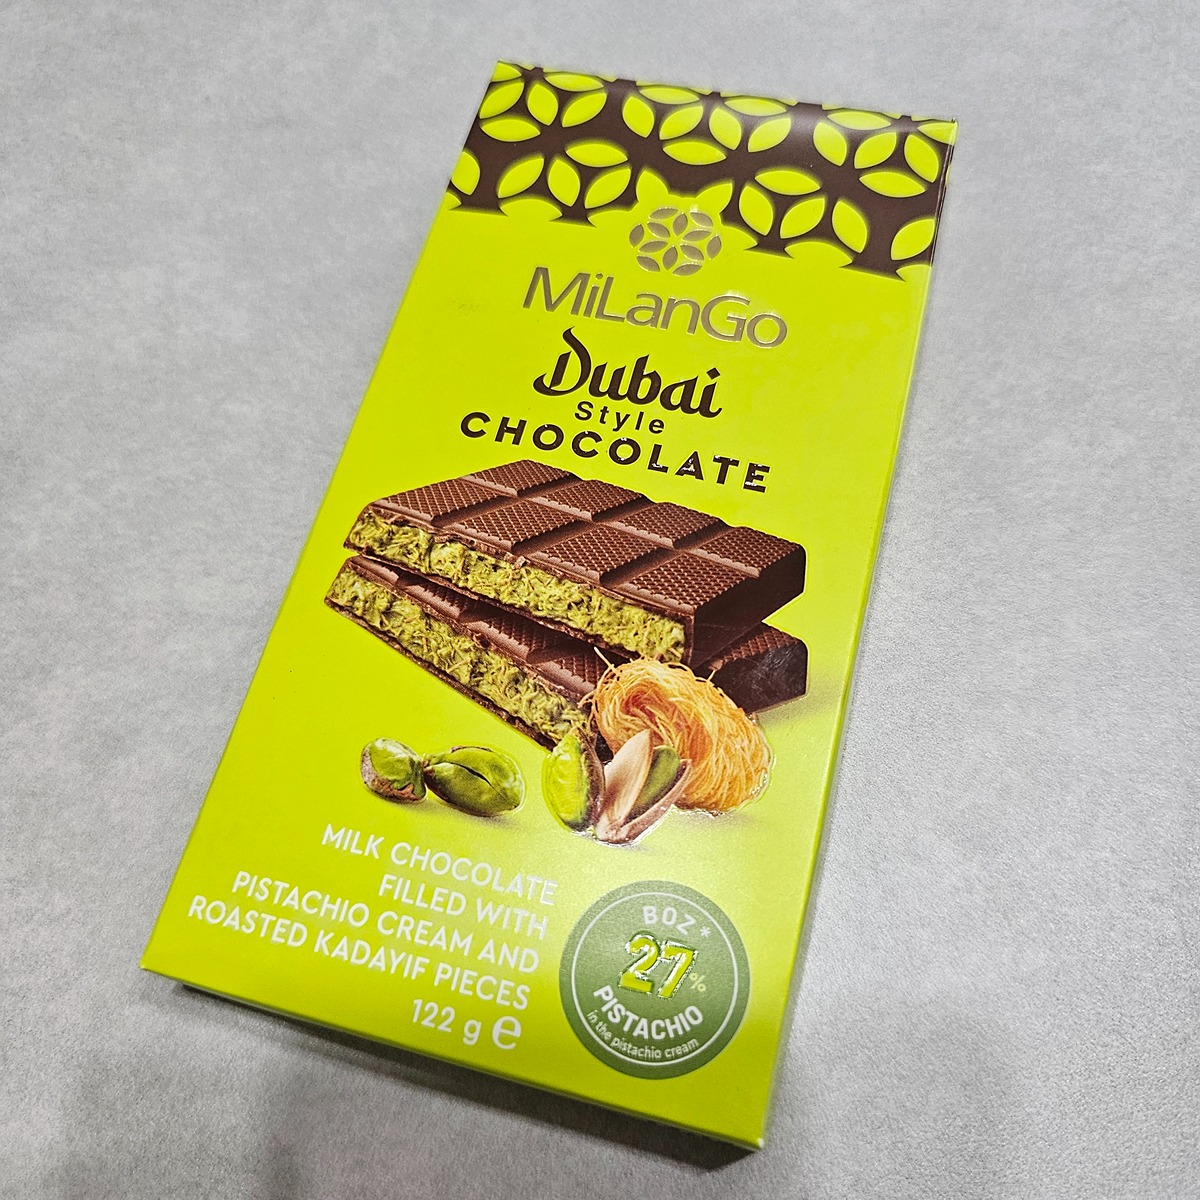 MiLanGo
Dubai
Style
CHOCOLATE
MILK CHOCOLATE
FILLED WITH
PISTACHIO CREAM AND
ROASTED KADAYIF PIECES
122 g e
BOZ*
27%
PISTACHIO
in the pistachio cream